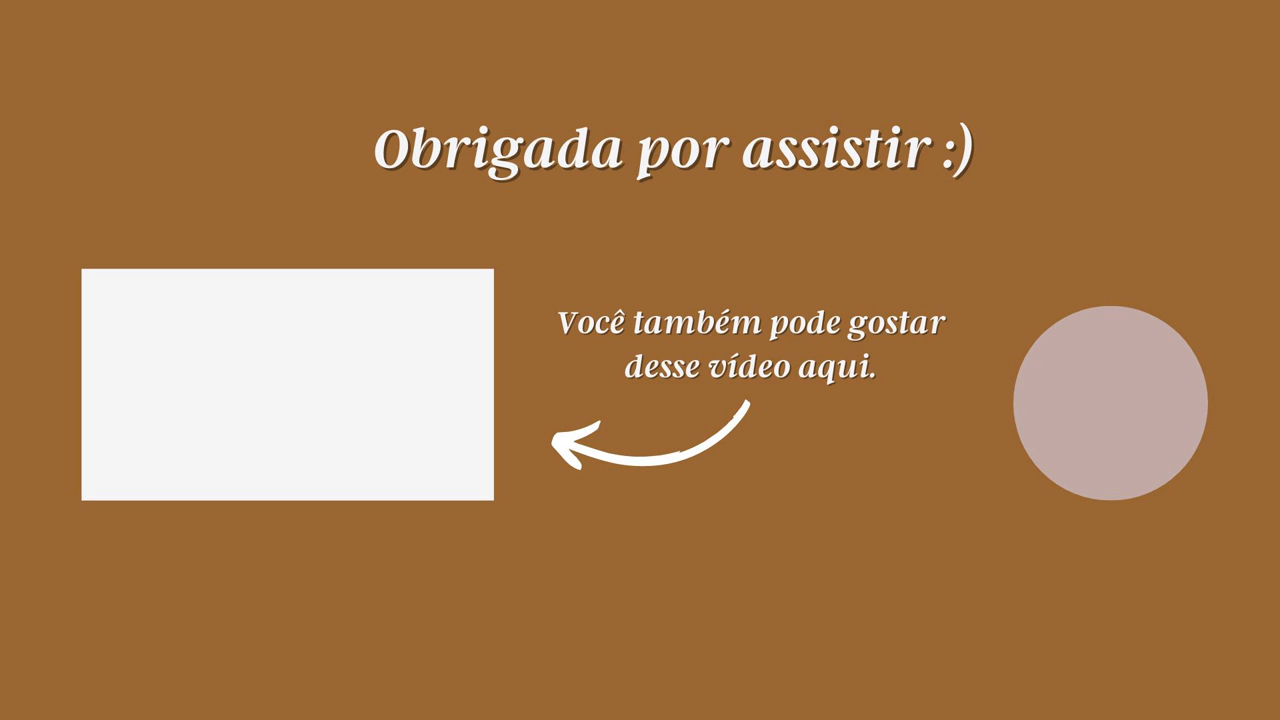 Obrigada por assistir :)
Você também pode gostar
desse vídeo aqui.